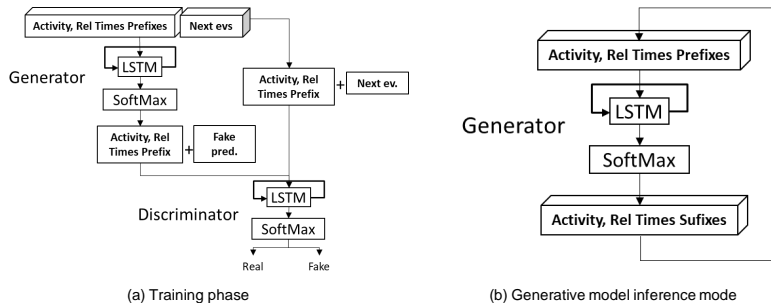 Activity, Rel Times Prefixes
Next evs
Generator
LSTM
SoftMax
Activity, Rel
Times Prefix
+
Fake
pred.
Activity, Rel
Times Prefix
+
Next ev.
Discriminator
LSTM
SoftMax
Real
Fake
(a) Training phase
Activity, Rel Times Prefixes
Generator
LSTM
SoftMax
Activity, Rel Times Sufixes
(b) Generative model inference mode